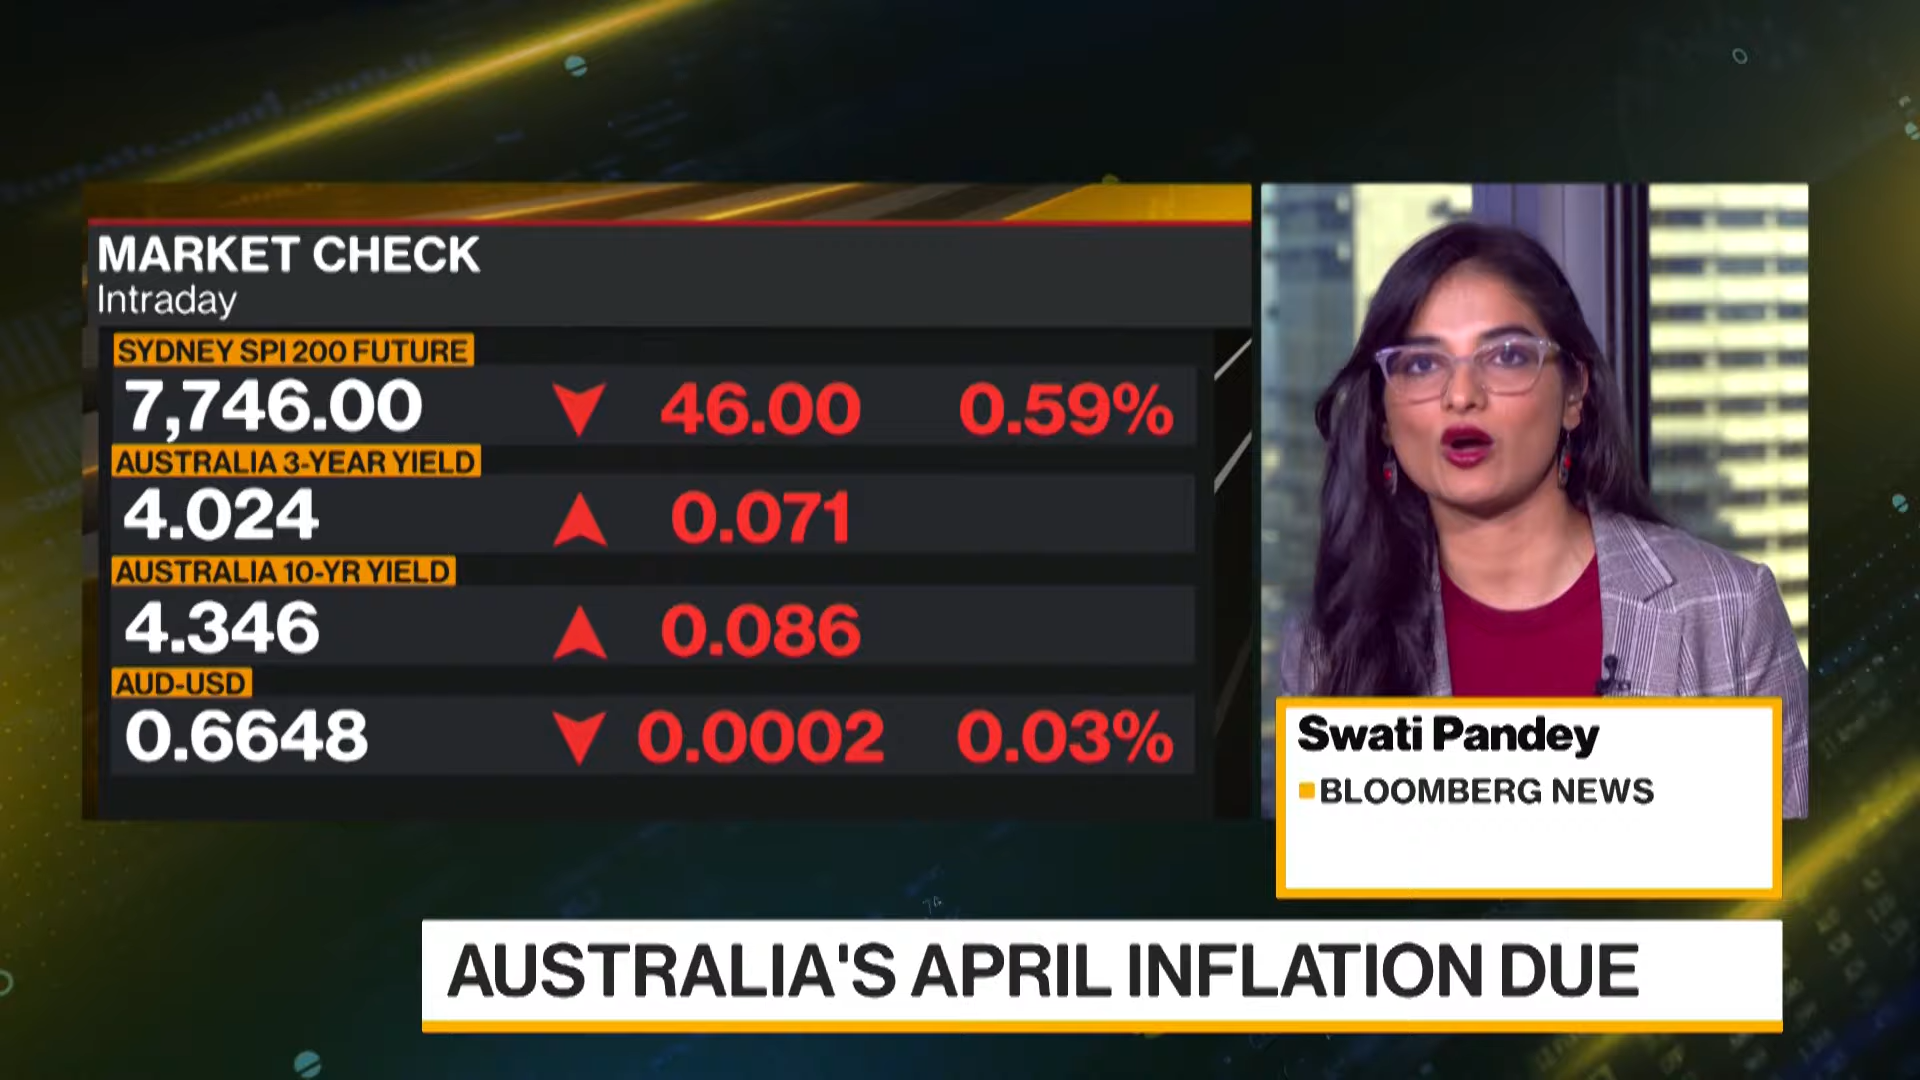 MARKET CHECK
Intraday
SYDNEY SPI 200 FUTURE
7,746.00 46.00 0.59%
AUSTRALIA 3-YEAR YIELD
4.024 0.071
AUSTRALIA 10-YR YIELD
4.346 0.086
AUD-USD
0.6648 0.0002 0.03%
Swati Pandey
BLOOMBERG NEWS
AUSTRALIA'S APRIL INFLATION DUE